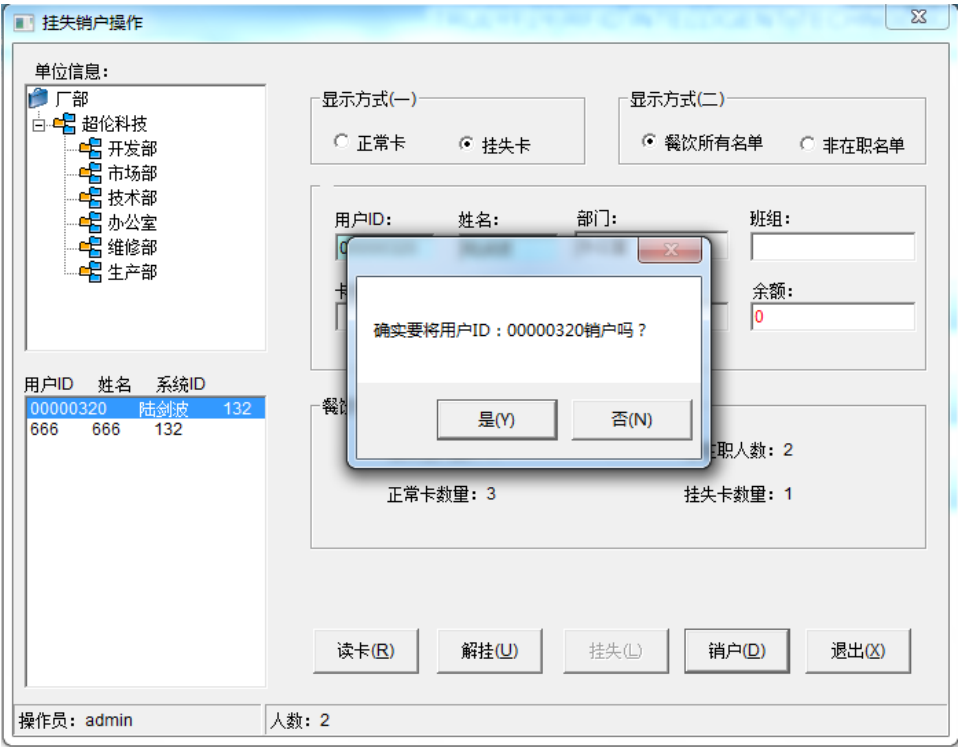 挂失销户操作
单位信息:
厂部
超伦科技
开发部
市场部
技术部
办公室
维修部
生产部
显示方式(一)
正常卡
挂失卡
显示方式(二)
餐饮所有名单
非在职名单
用户ID:
姓名:
部门:
班组:
余额:
0
确实要将用户ID：00000320销户吗？
是(Y)
否(N)
用户ID 姓名 系统ID
00000320 陆剑波 132
666 666 132
职人数: 2
正常卡数量: 3
挂失卡数量: 1
读卡(R)
解挂(U)
挂失(L)
销户(D)
退出(X)
操作员: admin
人数: 2